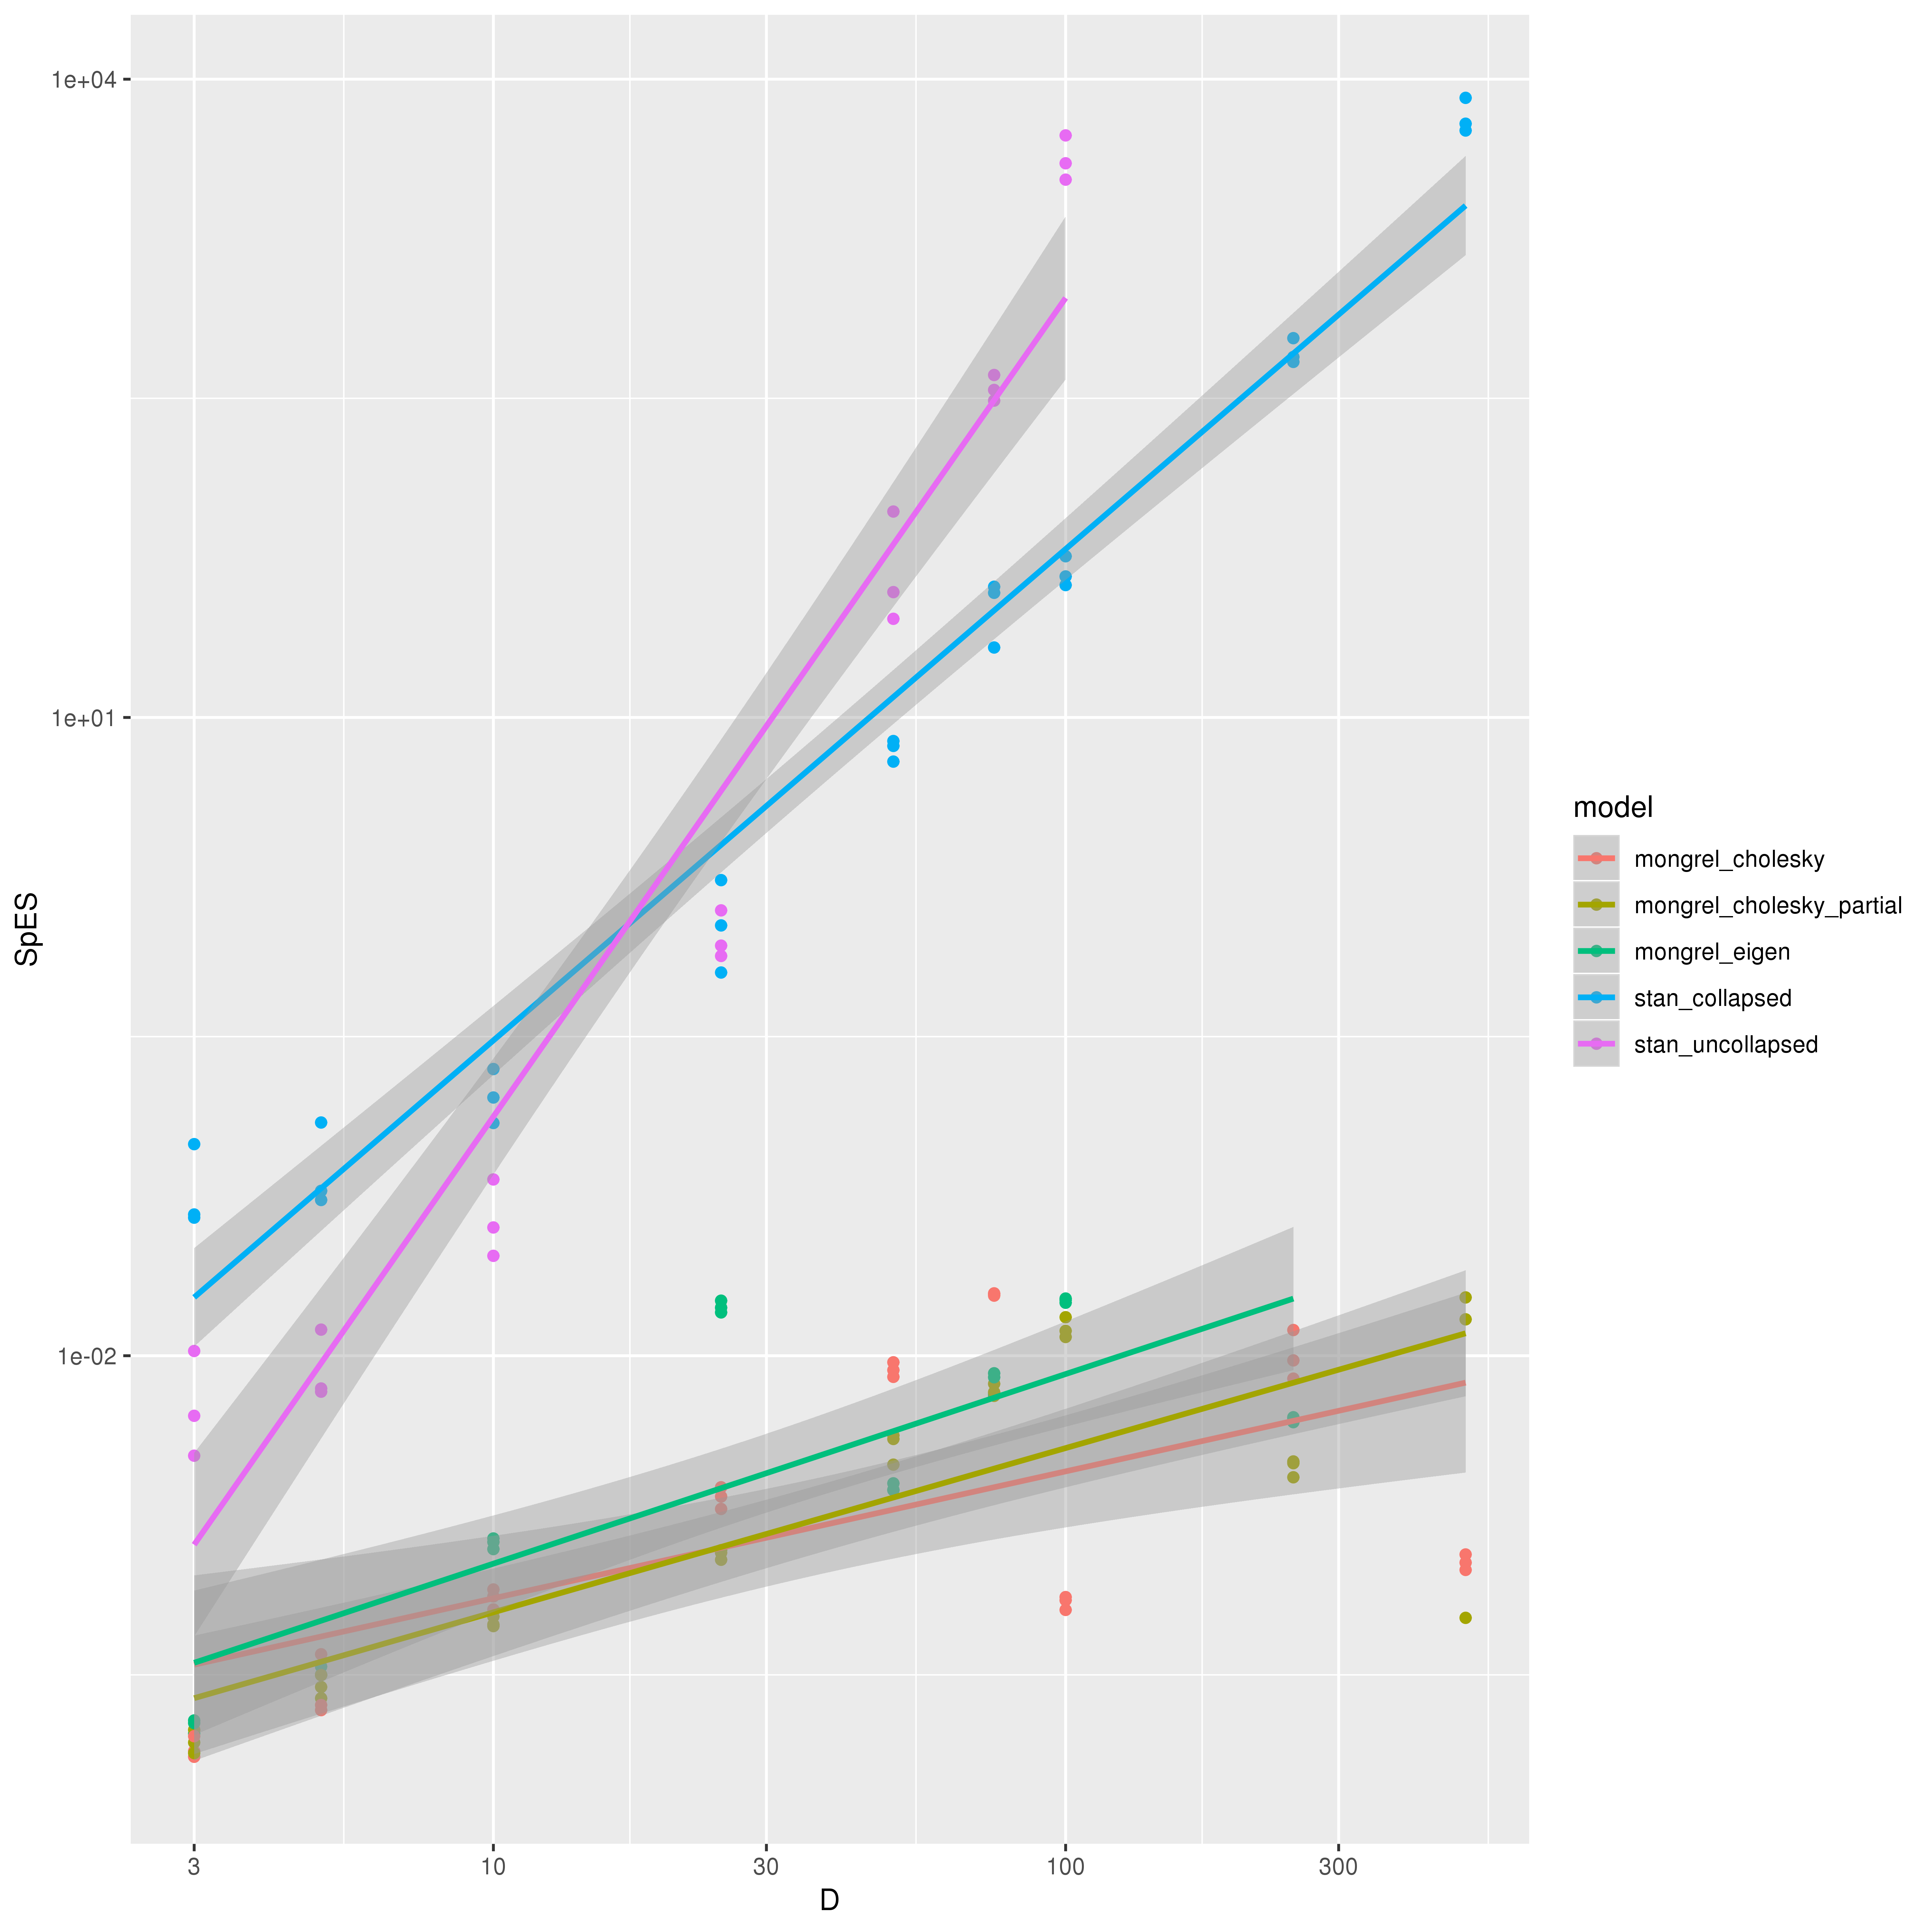 1e+04
1e+01
1e-02
SpES
3
10
30
100
300
D
model
mongrel_cholesky
mongrel_cholesky_partial
mongrel_eigen
stan_collapsed
stan_uncollapsed